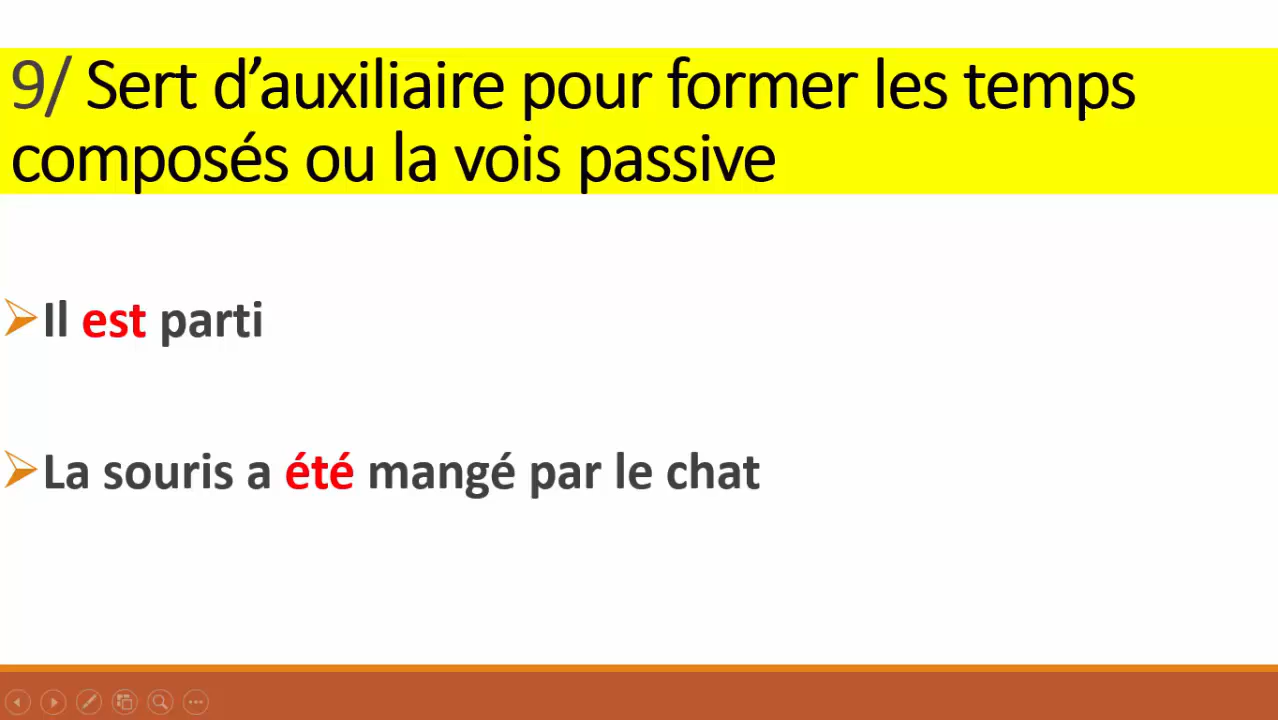 9/ Sert d’auxiliaire pour former les temps
composés ou la vois passive
Il est parti
La souris a été mangé par le chat